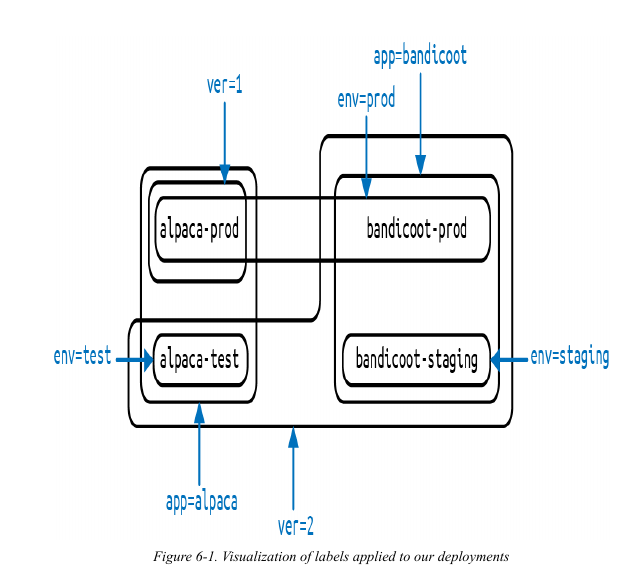 app=bandicoot
ver=1
env=prod
alpaca-prod
bandicoot-prod
env=test
alpaca-test
bandicoot-staging
env=staging
app=alpaca
ver=2
Figure 6-1. Visualization of labels applied to our deployments